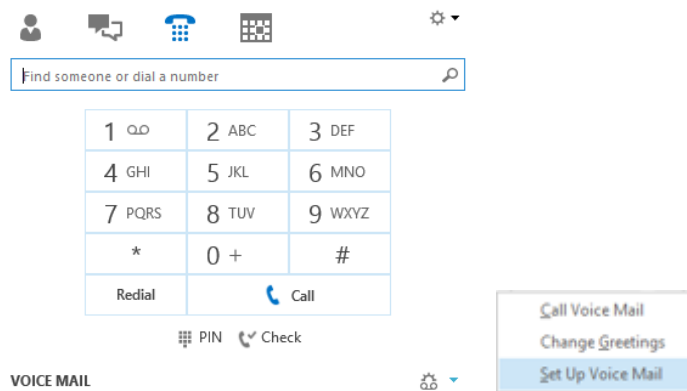 Find someone or dial a number
1 2 ABC 3 DEF
4 GHI 5 JKL 6 MNO
7 PQRS 8 TUV 9 WXYZ
* 0 + #
Redial Call
PIN Check
VOICE MAIL
Call Voice Mail
Change Greetings
Set Up Voice Mail